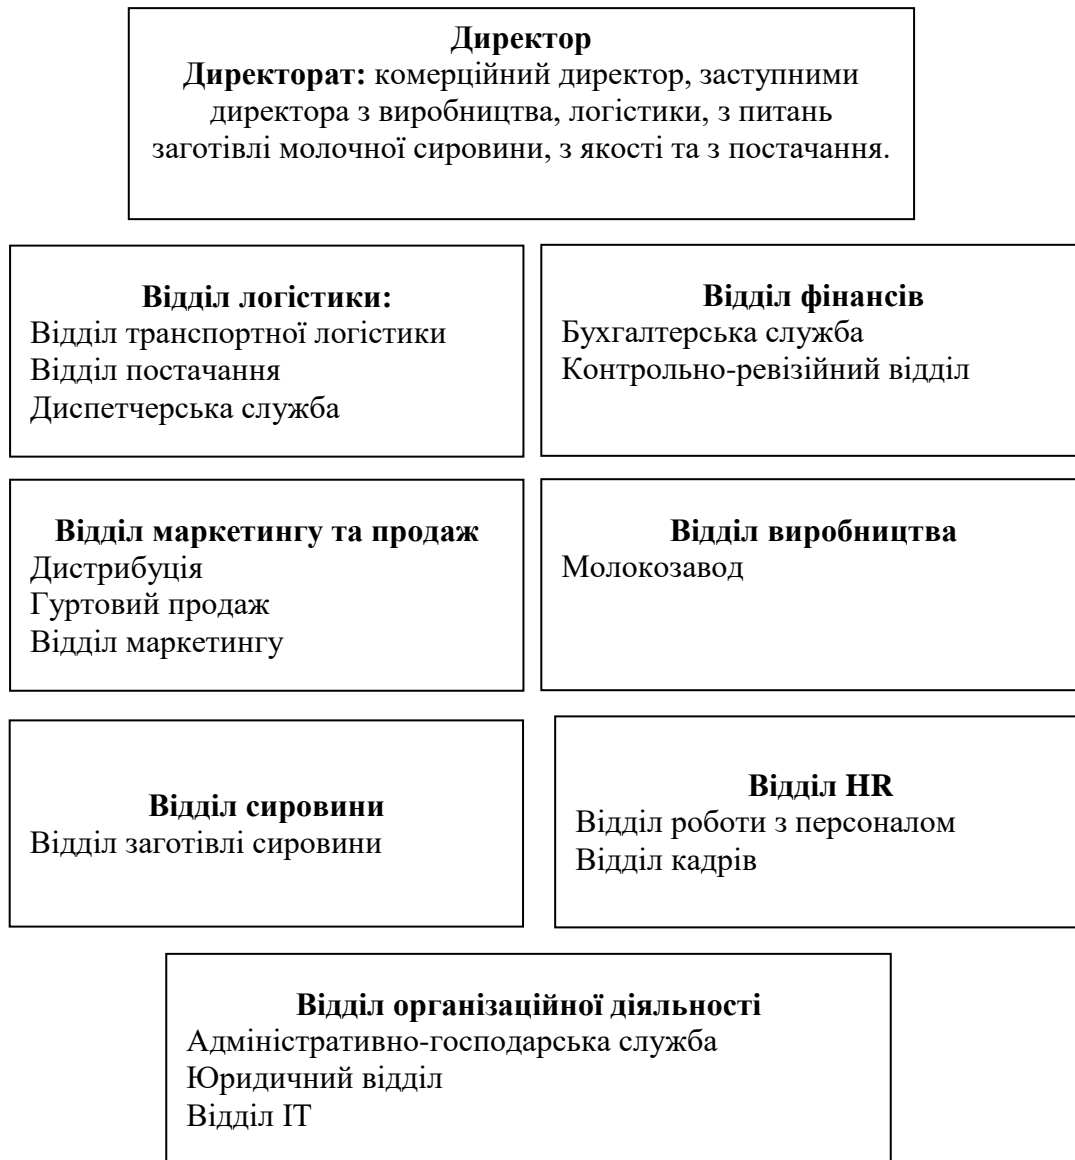 Директор
Директорат: комерційний директор, заступними
директора з виробництва, логістики, з питань
заготівлі молочної сировини, з якості та з постачання.
Відділ логістики:
Відділ транспортної логістики
Відділ постачання
Диспетчерська служба
Відділ фінансів
Бухгалтерська служба
Контрольно-ревізійний відділ
Відділ маркетингу та продаж
Дистрибуція
Гуртовий продаж
Відділ маркетингу
Відділ виробництва
Молокозавод
Відділ сировини
Відділ заготівлі сировини
Відділ HR
Відділ роботи з персоналом
Відділ кадрів
Відділ організаційної діяльності
Адміністративно-господарська служба
Юридичний відділ
Відділ ІТ